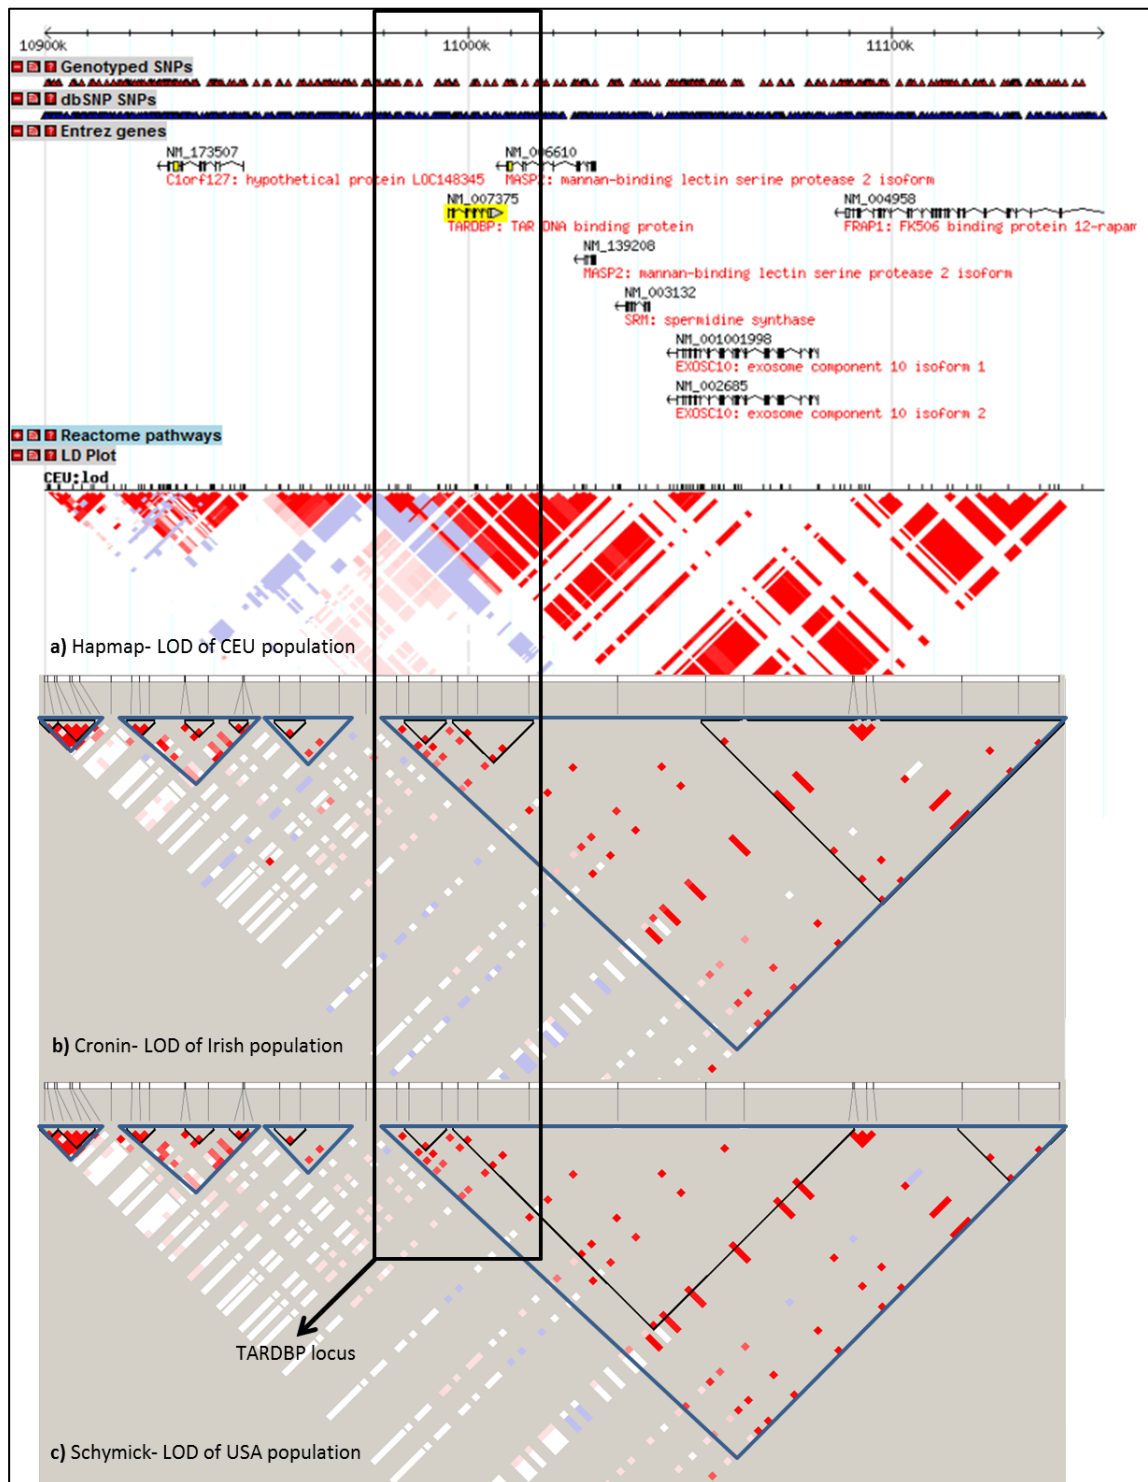 10900k 11000k 11100k
Genotyped SNPs
dbSNP SNPs
Entrez genes
NM_173507 NM_006610
C1orf127: hypothetical protein LOC148345 MASP2: mannan-binding lectin serine protease 2 isoform
NM_007375 NM_004958
TARDBP: TAR DNA binding protein FRAP1: FK506 binding protein 12-rapam
NM_139208
MASP2: mannan-binding lectin serine protease 2 isoform
NM_003132
SRM: spermidine synthase
NM_001001998
EXOSC10: exosome component 10 isoform 1
NM_002685
EXOSC10: exosome component 10 isoform 2
Reactome pathways
LD Plot
CEU:lod
a) Hapmap- LOD of CEU population
b) Cronin- LOD of Irish population
TARDBP locus
c) Schymick- LOD of USA population